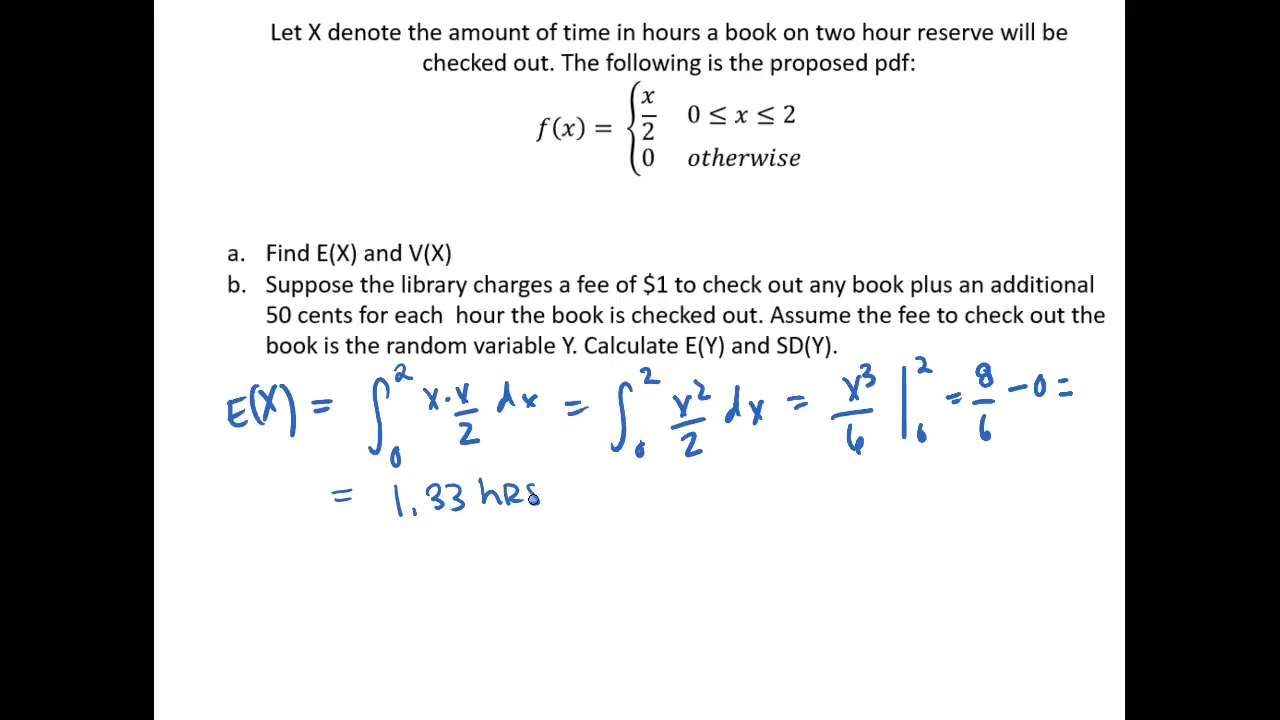 Let X denote the amount of time in hours a book on two hour reserve will be
checked out. The following is the proposed pdf:
f(x) = { x/2 0 ≤ x ≤ 2
0 otherwise
a. Find E(X) and V(X)
b. Suppose the library charges a fee of $1 to check out any book plus an additional
50 cents for each hour the book is checked out. Assume the fee to check out the
book is the random variable Y. Calculate E(Y) and SD(Y).
E(X) = ∫₀² x·x/2 dx = ∫₀² x²/2 dx = x³/6 |₀² = 8/6 - 0 =
= 1.33 hRS